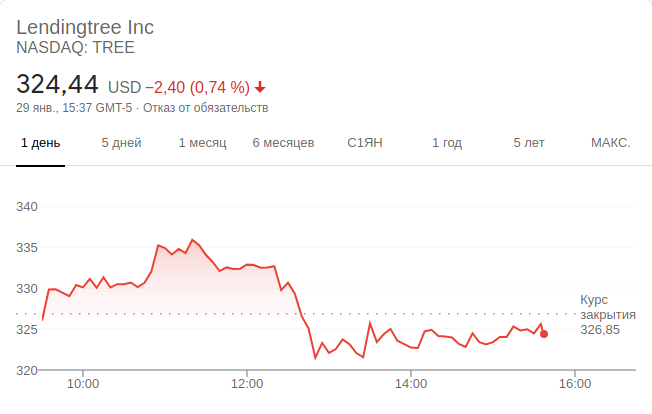 Lendingtree Inc
NASDAQ: TREE
324,44 USD −2,40 (0,74 %)
29 янв., 15:37 GMT-5 · Отказ от обязательств
1 день 5 дней 1 месяц 6 месяцев С1ЯН 1 год 5 лет МАКС.
340
335
330
325
320
Курс
закрытия
326,85
10:00 12:00 14:00 16:00